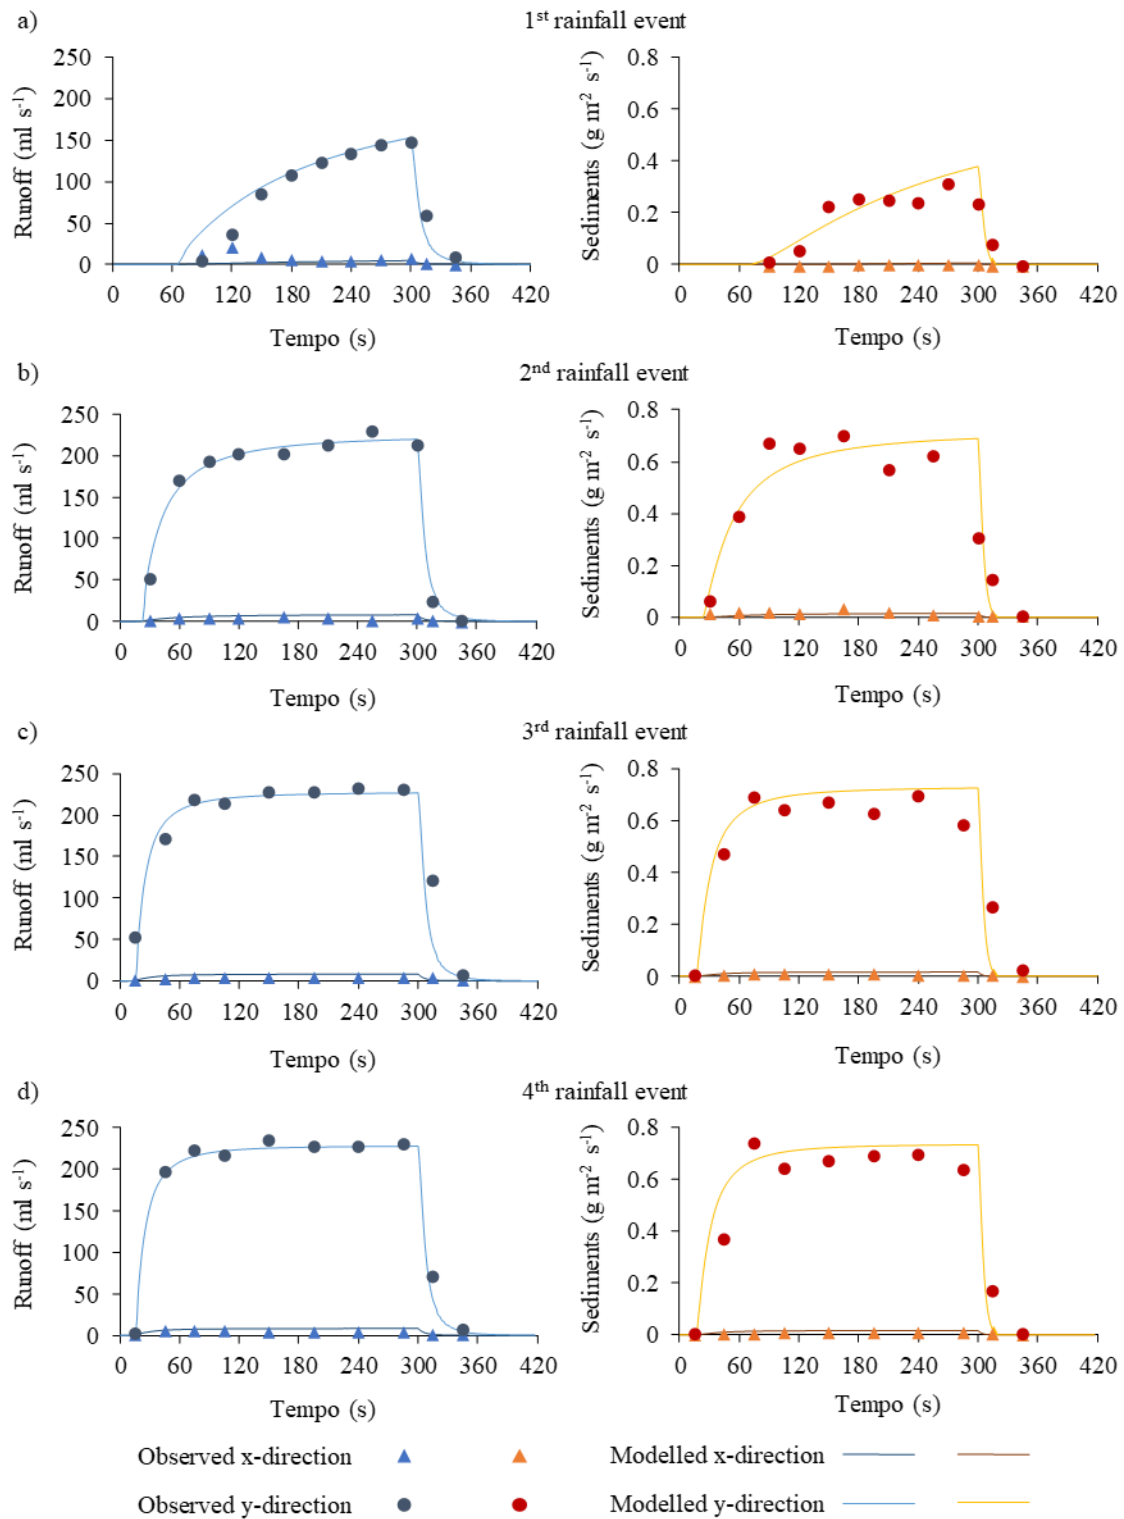 a)
1st rainfall event
250
200
150
100
50
0
Runoff (ml s-1)
0 60 120 180 240 300 360 420
Tempo (s)
0.8
0.6
0.4
0.2
0
Sediments (g m-2 s-1)
0 60 120 180 240 300 360 420
Tempo (s)
b)
2nd rainfall event
250
200
150
100
50
0
Runoff (ml s-1)
0 60 120 180 240 300 360 420
Tempo (s)
0.8
0.6
0.4
0.2
0
Sediments (g m-2 s-1)
0 60 120 180 240 300 360 420
Tempo (s)
c)
3rd rainfall event
250
200
150
100
50
0
Runoff (ml s-1)
0 60 120 180 240 300 360 420
Tempo (s)
0.8
0.6
0.4
0.2
0
Sediments (g m-2 s-1)
0 60 120 180 240 300 360 420
Tempo (s)
d)
4th rainfall event
250
200
150
100
50
0
Runoff (ml s-1)
0 60 120 180 240 300 360 420
Tempo (s)
0.8
0.6
0.4
0.2
0
Sediments (g m-2 s-1)
0 60 120 180 240 300 360 420
Tempo (s)
Observed x-direction
Modelled x-direction
Observed y-direction
Modelled y-direction